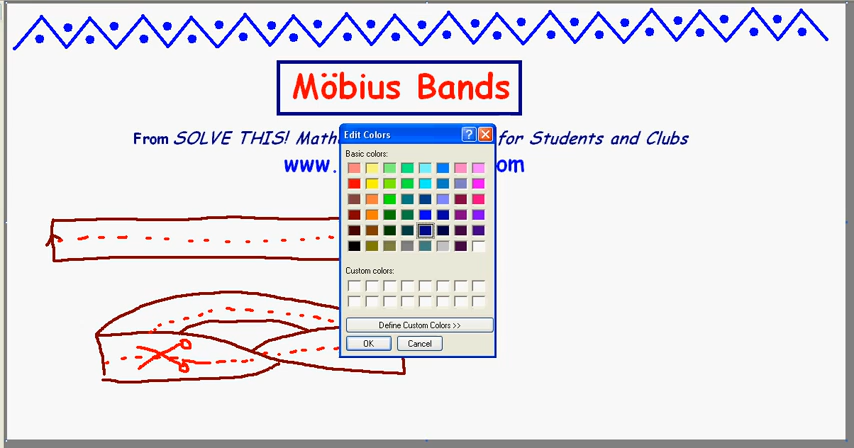 Möbius Bands
Edit Colors
From SOLVE THIS! Math for Students and Clubs
www. om
Basic colors:
Custom colors:
Define Custom Colors >>
OK Cancel